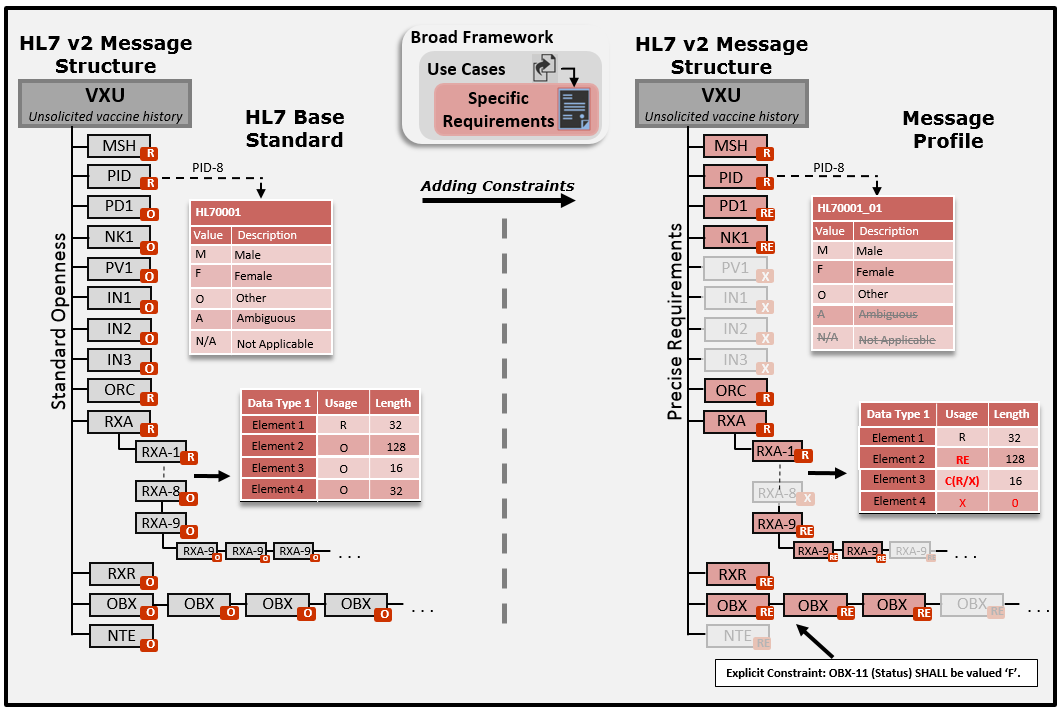 HL7 v2 Message
Structure
VXU
Unsolicited vaccine history
HL7 Base
Standard
Standard Openness
MSH R
PID R
PID-8
PD1 O
NK1 O
PV1 O
IN1 O
IN2 O
IN3 O
ORC R
RXA R
RXA-1 R
RXA-8 O
RXA-9 O
RXA-9 O RXA-9 O RXA-9 O . . .
RXR O
OBX O OBX O OBX O OBX O . . .
NTE O
HL70001
Value Description
M Male
F Female
O Other
A Ambiguous
N/A Not Applicable
Data Type 1 Usage Length
Element 1 R 32
Element 2 O 128
Element 3 O 16
Element 4 O 32
Broad Framework
Use Cases
Specific
Requirements
Adding Constraints
HL7 v2 Message
Structure
VXU
Unsolicited vaccine history
Message
Profile
Precise Requirements
MSH R
PID R
PID-8
PD1 RE
NK1 RE
PV1 X
IN1 X
IN2 X
IN3 X
ORC R
RXA R
RXA-1 R
RXA-8 X
RXA-9 RE
RXA-9 RE RXA-9 RE RXA-9 RE . . .
RXR RE
OBX RE OBX RE OBX RE OBX RE . . .
NTE RE
HL70001_01
Value Description
M Male
F Female
O Other
A Ambiguous
N/A Not Applicable
Data Type 1 Usage Length
Element 1 R 32
Element 2 RE 128
Element 3 C(R/X) 16
Element 4 X 0
Explicit Constraint: OBX-11 (Status) SHALL be valued ‘F’.